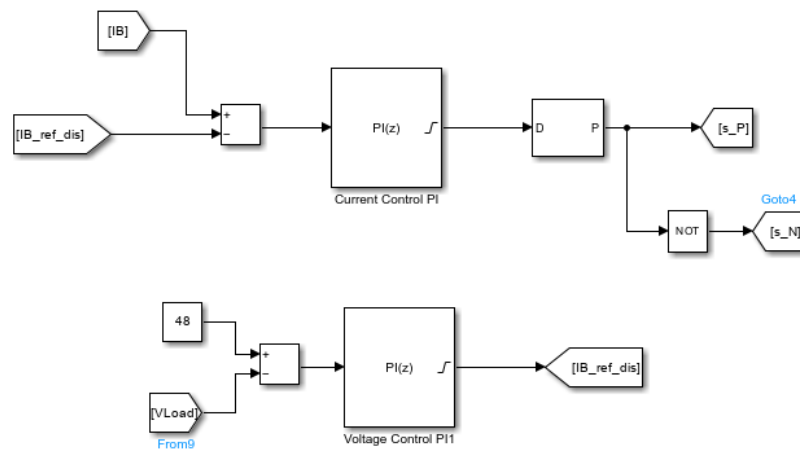 [IB]
+
[IB_ref_dis]
−
PI(z)
D
P
[s_P]
Current Control PI
Goto4
NOT
[s_N]
48
+
−
PI(z)
[IB_ref_dis]
[VLoad]
From9
Voltage Control PI1